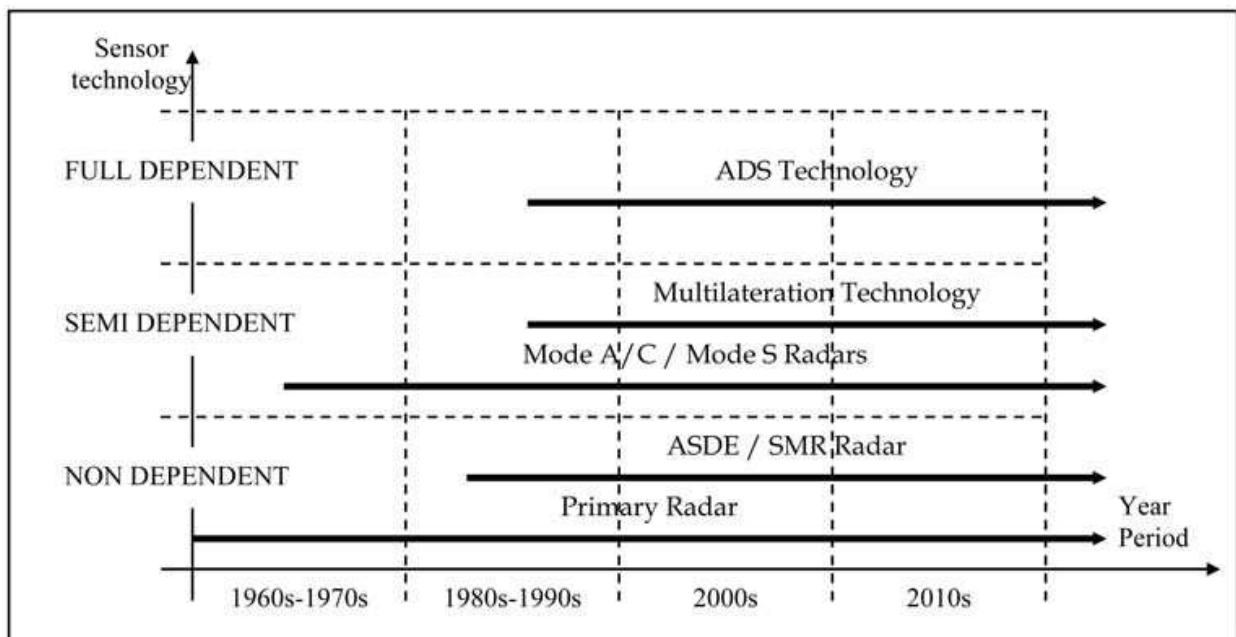 Sensor
technology
FULL DEPENDENT
ADS Technology
Multilateration Technology
SEMI DEPENDENT
Mode A/C / Mode S Radars
ASDE / SMR Radar
NON DEPENDENT
Primary Radar
Year
Period
1960s-1970s
1980s-1990s
2000s
2010s